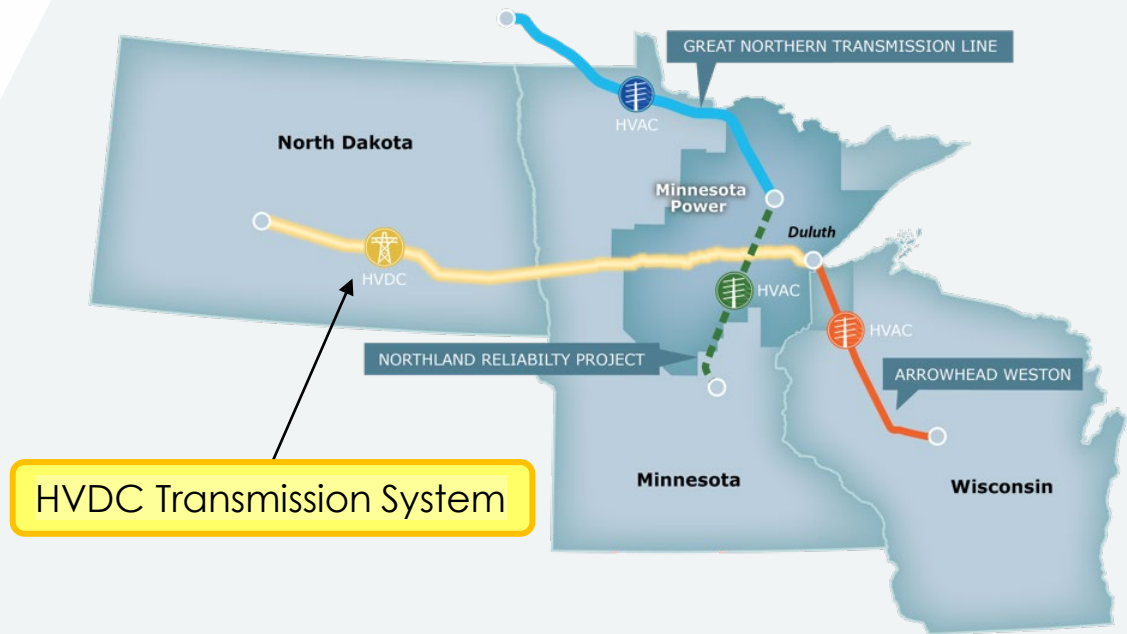 GREAT NORTHERN TRANSMISSION LINE
HVAC
North Dakota
Minnesota
Power
Duluth
HVDC
HVAC
HVAC
NORTHLAND RELIABILTY PROJECT
ARROWHEAD WESTON
HVDC Transmission System
Minnesota
Wisconsin